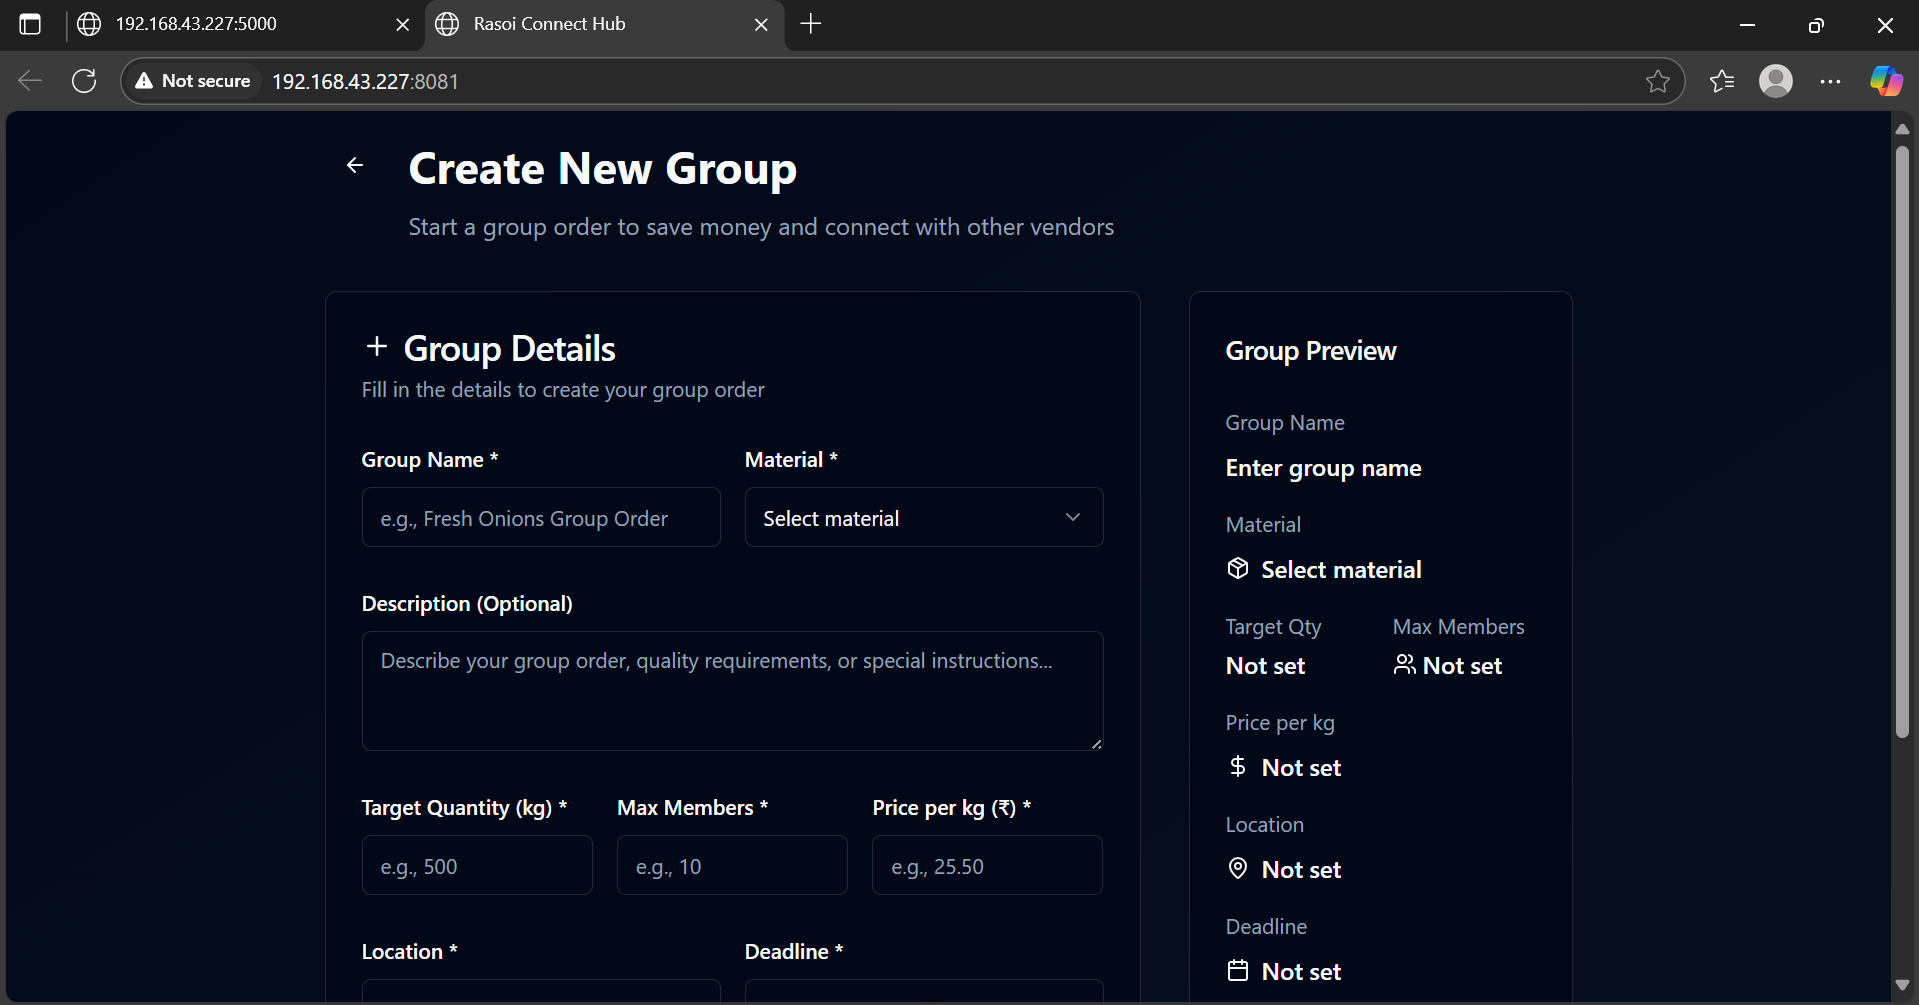 192.168.43.227:5000
Rasoi Connect Hub
Not secure
192.168.43.227:8081
Create New Group
Start a group order to save money and connect with other vendors
Group Details
Fill in the details to create your group order
Group Name *
Material *
e.g., Fresh Onions Group Order
Select material
Description (Optional)
Describe your group order, quality requirements, or special instructions...
Target Quantity (kg) *
Max Members *
Price per kg (₹) *
e.g., 500
e.g., 10
e.g., 25.50
Location *
Deadline *
Group Preview
Group Name
Enter group name
Material
Select material
Target Qty
Max Members
Not set
Not set
Price per kg
$ Not set
Location
Not set
Deadline
Not set